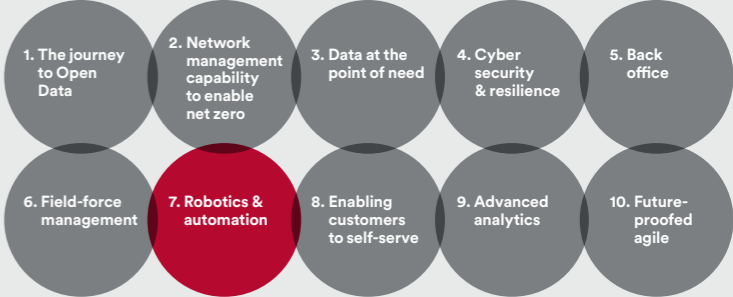 1. The journey
to Open
Data
2. Network
management
capability
to enable
net zero
3. Data at the
point of need
4. Cyber
security
& resilience
5. Back
office
6. Field-force
management
7. Robotics &
automation
8. Enabling
customers
to self-serve
9. Advanced
analytics
10. Future-
proofed
agile